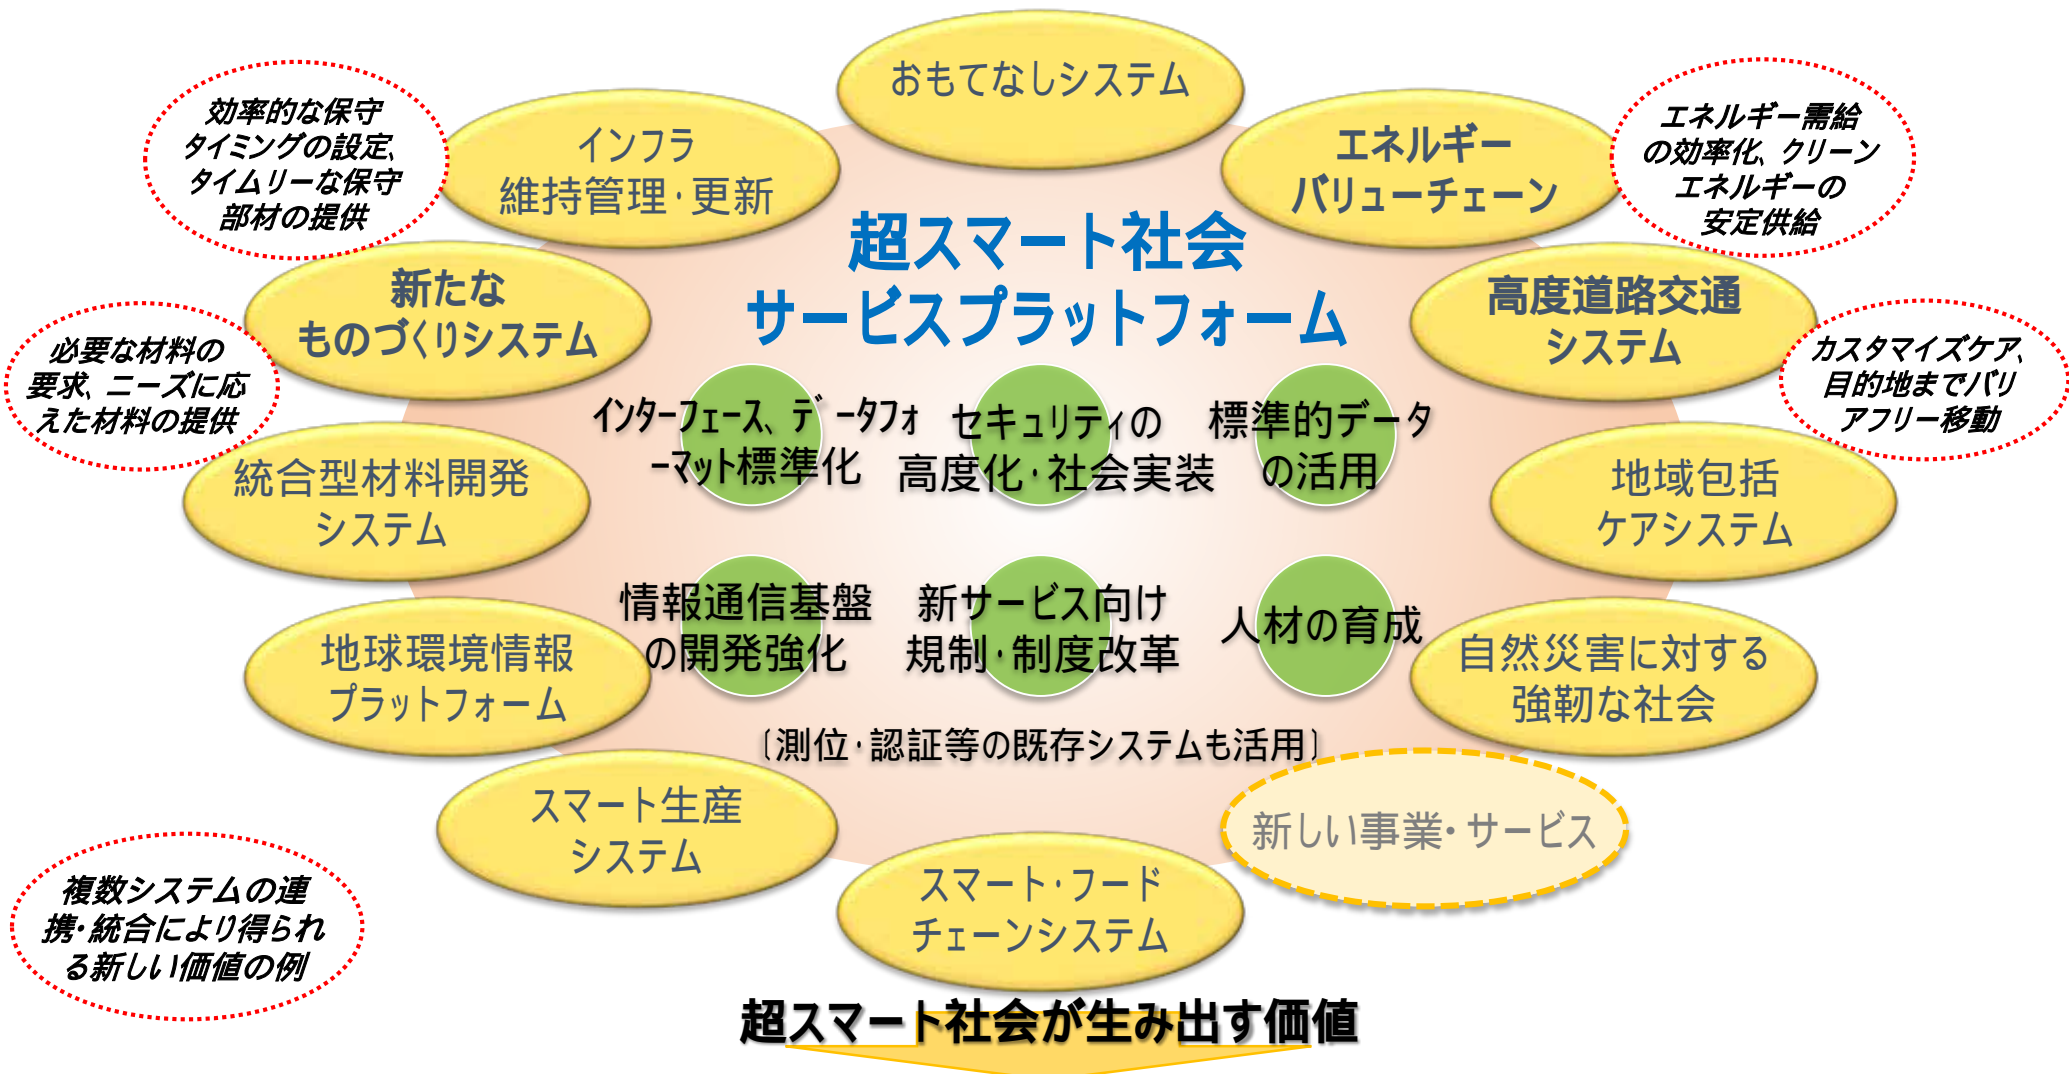 おもてなしシステム
効率的な保守
タイミングの設定、
タイムリーな保守
部材の提供
インフラ
維持管理・更新
エネルギー
バリューチェーン
エネルギー需給
の効率化、クリーン
エネルギーの
安定供給
超スマート社会
サービスプラットフォーム
新たな
ものづくりシステム
高度道路交通
システム
必要な材料の
要求、ニーズに応
えた材料の提供
カスタマイズケア、
目的地までバリ
アフリー移動
インターフェース、データフォ
ーマット標準化
セキュリティの
高度化・社会実装
標準的データ
の活用
統合型材料開発
システム
地域包括
ケアシステム
情報通信基盤
の開発強化
新サービス向け
規制・制度改革
人材の育成
地球環境情報
プラットフォーム
自然災害に対する
強靭な社会
〔測位・認証等の既存システムも活用〕
スマート生産
システム
新しい事業・サービス
複数システムの連
携・統合により得られ
る新しい価値の例
スマート・フード
チェーンシステム
超スマート社会が生み出す価値